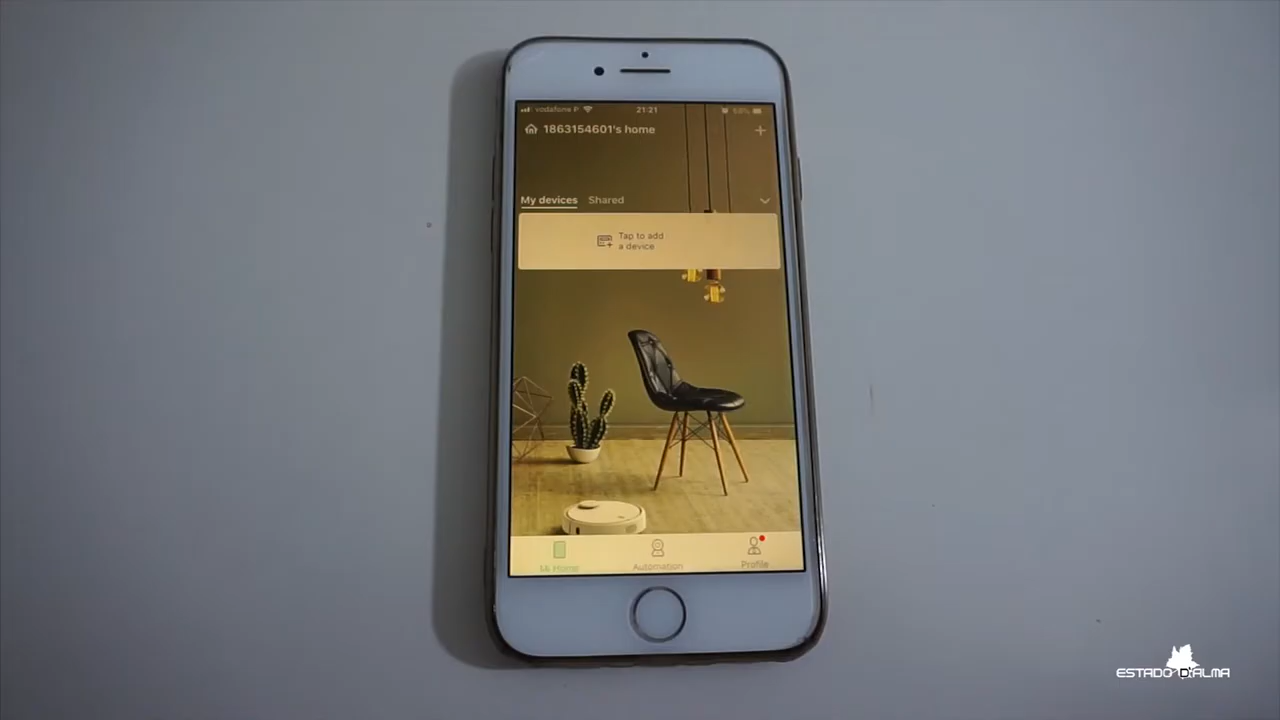 vodafone P
21:21
1863154601's home
My devices
Shared
Tap to add
a device
Mi Home
Automation
Profile
ESTADO D'ALMA